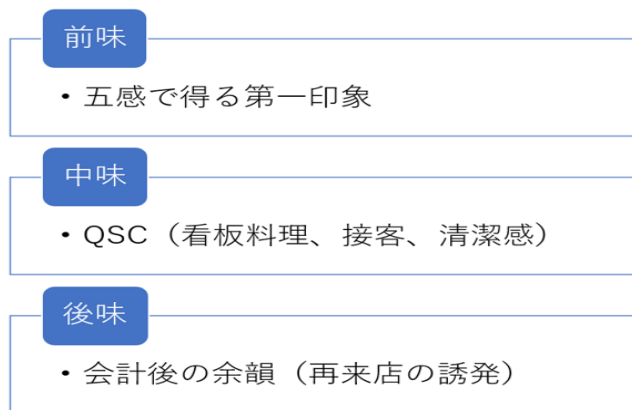 前味
・五感で得る第一印象
中味
・QSC（看板料理、接客、清潔感）
後味
・会計後の余韻（再来店の誘発）